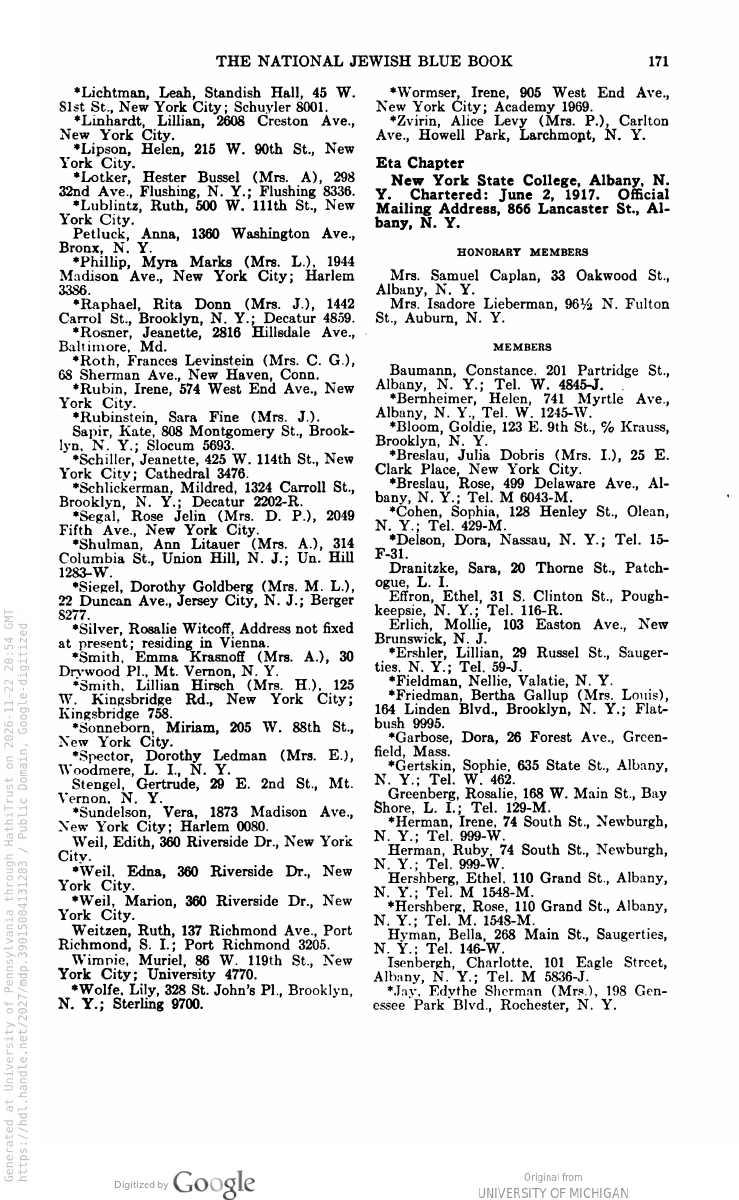 THE NATIONAL JEWISH BLUE BOOK 171
*Lichtman, Leah, Standish Hall, 45 W.
81st St., New York City; Schuyler 8001.
*Linhardt, Lillian, 2608 Creston Ave.,
New York City.
*Lipson, Helen, 215 W. 90th St., New
York City.
*Lotker, Hester Bussel (Mrs. A), 298
32nd Ave., Flushing, N. Y.; Flushing 8336.
*Lublintz, Ruth, 500 W. 111th St., New
York City.
Petluck, Anna, 1360 Washington Ave.,
Bronx, N. Y.
*Phillip, Myra Marks (Mrs. L.), 1944
Madison Ave., New York City; Harlem
3386.
*Raphael, Rita Donn (Mrs. J.), 1442
Carrol St., Brooklyn, N. Y.; Decatur 4859.
*Rosner, Jeanette, 2816 Hillsdale Ave.,
Baltimore, Md.
*Roth, Frances Levinstein (Mrs. C. G.),
68 Sherman Ave., New Haven, Conn.
*Rubin, Irene, 574 West End Ave., New
York City.
*Rubinstein, Sara Fine (Mrs. J.).
Sapir, Kate, 808 Montgomery St., Brook-
lyn, N. Y.; Slocum 5693.
*Schiller, Jeanette, 425 W. 114th St., New
York City; Cathedral 3476.
*Schlickerman, Mildred, 1324 Carroll St.,
Brooklyn, N. Y.; Decatur 2202-R.
*Segal, Rose Jelin (Mrs. D. P.), 2049
Fifth Ave., New York City.
*Shulman, Ann Litauer (Mrs. A.), 314
Columbia St., Union Hill, N. J.; Un. Hill
1283-W.
*Siegel, Dorothy Goldberg (Mrs. M. L.),
22 Duncan Ave., Jersey City, N. J.; Berger
8277.
*Silver, Rosalie Witcoff, Address not fixed
at present; residing in Vienna.
*Smith, Emma Krasnoff (Mrs. A.), 30
Drywood Pl., Mt. Vernon, N. Y.
*Smith, Lillian Hirsch (Mrs. H.), 125
W. Kingsbridge Rd., New York City;
Kingsbridge 758.
*Sonneborn, Miriam, 205 W. 88th St.,
New York City.
*Spector, Dorothy Ledman (Mrs. E.),
Woodmere, L. I., N. Y.
Stengel, Gertrude, 29 E. 2nd St., Mt.
Vernon, N. Y.
*Sundelson, Vera, 1873 Madison Ave.,
New York City; Harlem 0080.
Weil, Edith, 360 Riverside Dr., New York
City.
*Weil, Edna, 360 Riverside Dr., New
York City.
*Weil, Marion, 360 Riverside Dr., New
York City.
Weitzen, Ruth, 137 Richmond Ave., Port
Richmond, S. I.; Port Richmond 3205.
Wimpie, Muriel, 86 W. 119th St., New
York City; University 4770.
*Wolfe, Lily, 328 St. John's Pl., Brooklyn,
N. Y.; Sterling 9700.
*Wormser, Irene, 905 West End Ave.,
New York City; Academy 1969.
*Zvirin, Alice Levy (Mrs. P.), Carlton
Ave., Howell Park, Larchmont, N. Y.
Eta Chapter
New York State College, Albany, N.
Y. Chartered: June 2, 1917. Official
Mailing Address, 866 Lancaster St., Al-
bany, N. Y.
HONORARY MEMBERS
Mrs. Samuel Caplan, 33 Oakwood St.,
Albany, N. Y.
Mrs. Isadore Lieberman, 96½ N. Fulton
St., Auburn, N. Y.
MEMBERS
Baumann, Constance. 201 Partridge St.,
Albany, N. Y.; Tel. W. 4845-J.
*Bernheimer, Helen, 741 Myrtle Ave.,
Albany, N. Y., Tel. W. 1245-W.
*Bloom, Goldie, 123 E. 9th St., % Krauss,
Brooklyn, N. Y.
*Breslau, Julia Dobris (Mrs. I.), 25 E.
Clark Place, New York City.
*Breslau, Rose, 499 Delaware Ave., Al-
bany, N. Y.; Tel. M 6043-M.
*Cohen, Sophia, 128 Henley St., Olean,
N. Y.; Tel. 429-M.
*Delson, Dora, Nassau, N. Y.; Tel. 15-
F-31.
Dranitzke, Sara, 20 Thorne St., Patch-
ogue, L. I.
Effron, Ethel, 31 S. Clinton St., Pough-
keepsie, N. Y.; Tel. 116-R.
Erlich, Mollie, 103 Easton Ave., New
Brunswick, N. J.
*Ershler, Lillian, 29 Russel St., Sauger-
ties, N. Y.; Tel. 59-J.
*Fieldman, Nellie, Valatie, N. Y.
*Friedman, Bertha Gallup (Mrs. Louis),
164 Linden Blvd., Brooklyn, N. Y.; Flat-
bush 9995.
*Garbose, Dora, 26 Forest Ave., Green-
field, Mass.
*Gertskin, Sophie, 635 State St., Albany,
N. Y.; Tel. W. 462.
Greenberg, Rosalie, 168 W. Main St., Bay
Shore, L. I.; Tel. 129-M.
*Herman, Irene, 74 South St., Newburgh,
N. Y.; Tel. 999-W.
Herman, Ruby, 74 South St., Newburgh,
N. Y.; Tel. 999-W.
Hershberg, Ethel, 110 Grand St., Albany,
N. Y.; Tel. M 1548-M.
*Hershberg, Rose, 110 Grand St., Albany,
N. Y.; Tel. M. 1548-M.
Hyman, Bella, 268 Main St., Saugerties,
N. Y.; Tel. 146-W.
Isenbergh, Charlotte, 101 Eagle Street,
Albany, N. Y.; Tel. M 5836-J.
*Jay, Edythe Sherman (Mrs.), 198 Gen-
essee Park Blvd., Rochester, N. Y.
Generated at University of Pennsylvania through HathiTrust on 2026-11-22 20:54 GMT
https://hdl.handle.net/2027/mdp.39015084131203 / Public Domain, Google-digitized
Digitized by Google
Original from
UNIVERSITY OF MICHIGAN